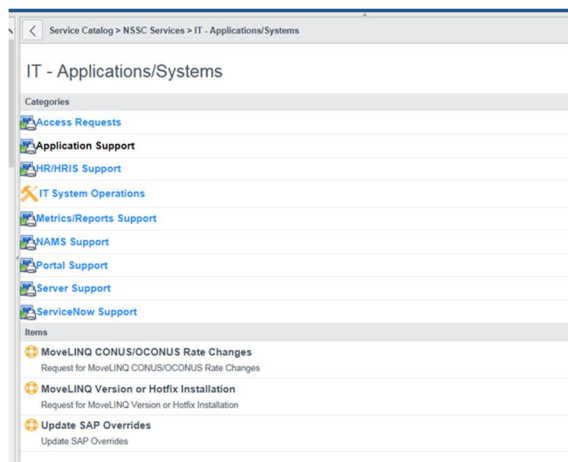 Service Catalog > NSSC Services > IT - Applications/Systems
IT - Applications/Systems
Categories
Access Requests
Application Support
HR/HRIS Support
IT System Operations
Metrics/Reports Support
NAMS Support
Portal Support
Server Support
ServiceNow Support
Items
MoveLINQ CONUS/OCONUS Rate Changes
Request for MoveLINQ CONUS/OCONUS Rate Changes
MoveLINQ Version or Hotfix Installation
Request for MoveLINQ Version or Hotfix Installation
Update SAP Overrides
Update SAP Overrides